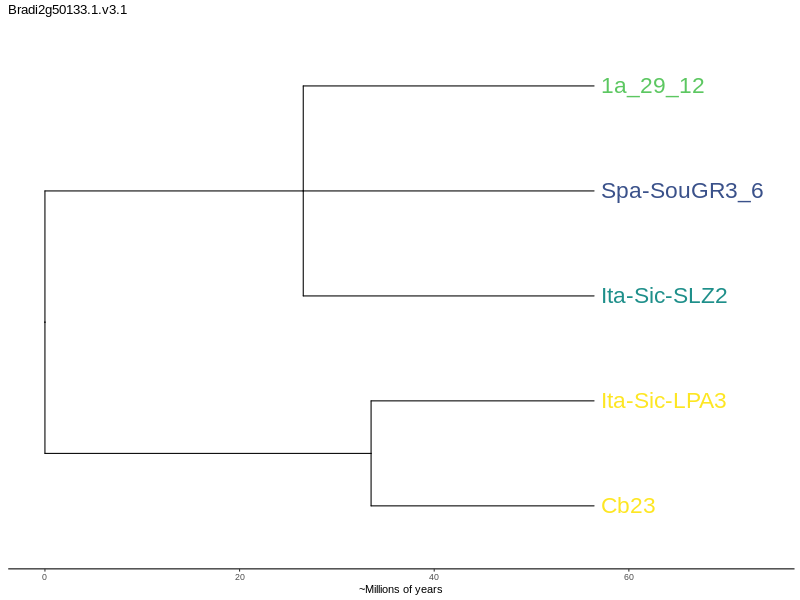 Bradi2g50133.1.v3.1
1a_29_12
Spa-SouGR3_6
Ita-Sic-SLZ2
Ita-Sic-LPA3
Cb23
0 20 40 60
~Millions of years